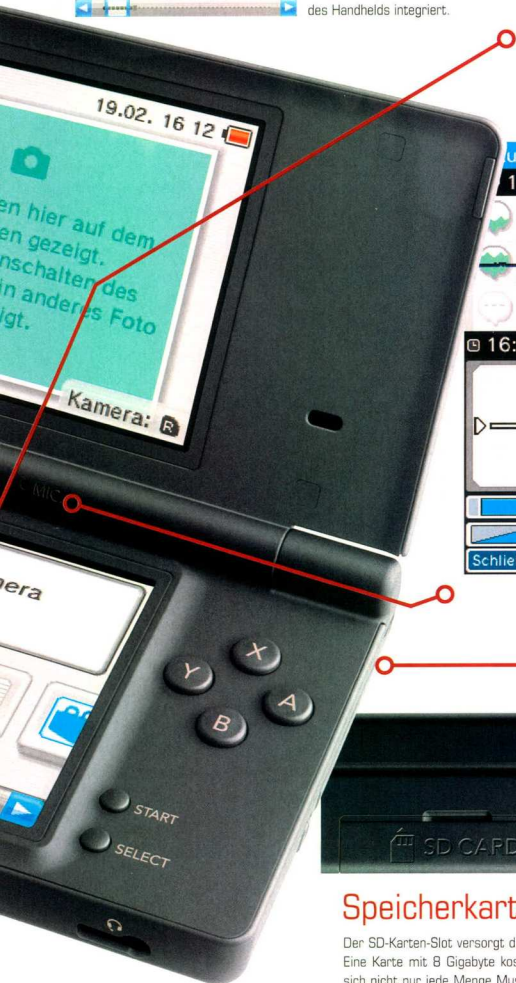 des Handhelds integriert.
19.02. 16 12
en hier auf dem
en gezeigt.
nschalten des
in anderes Foto
igt.
Kamera: R
16:
MIC
Schlie
era
X
Y
A
B
START
SELECT
SD CARD
Speicherkart
Der SD-Karten-Slot versorgt d
Eine Karte mit 8 Gigabyte kos
sich nicht nur jede Menge Mus